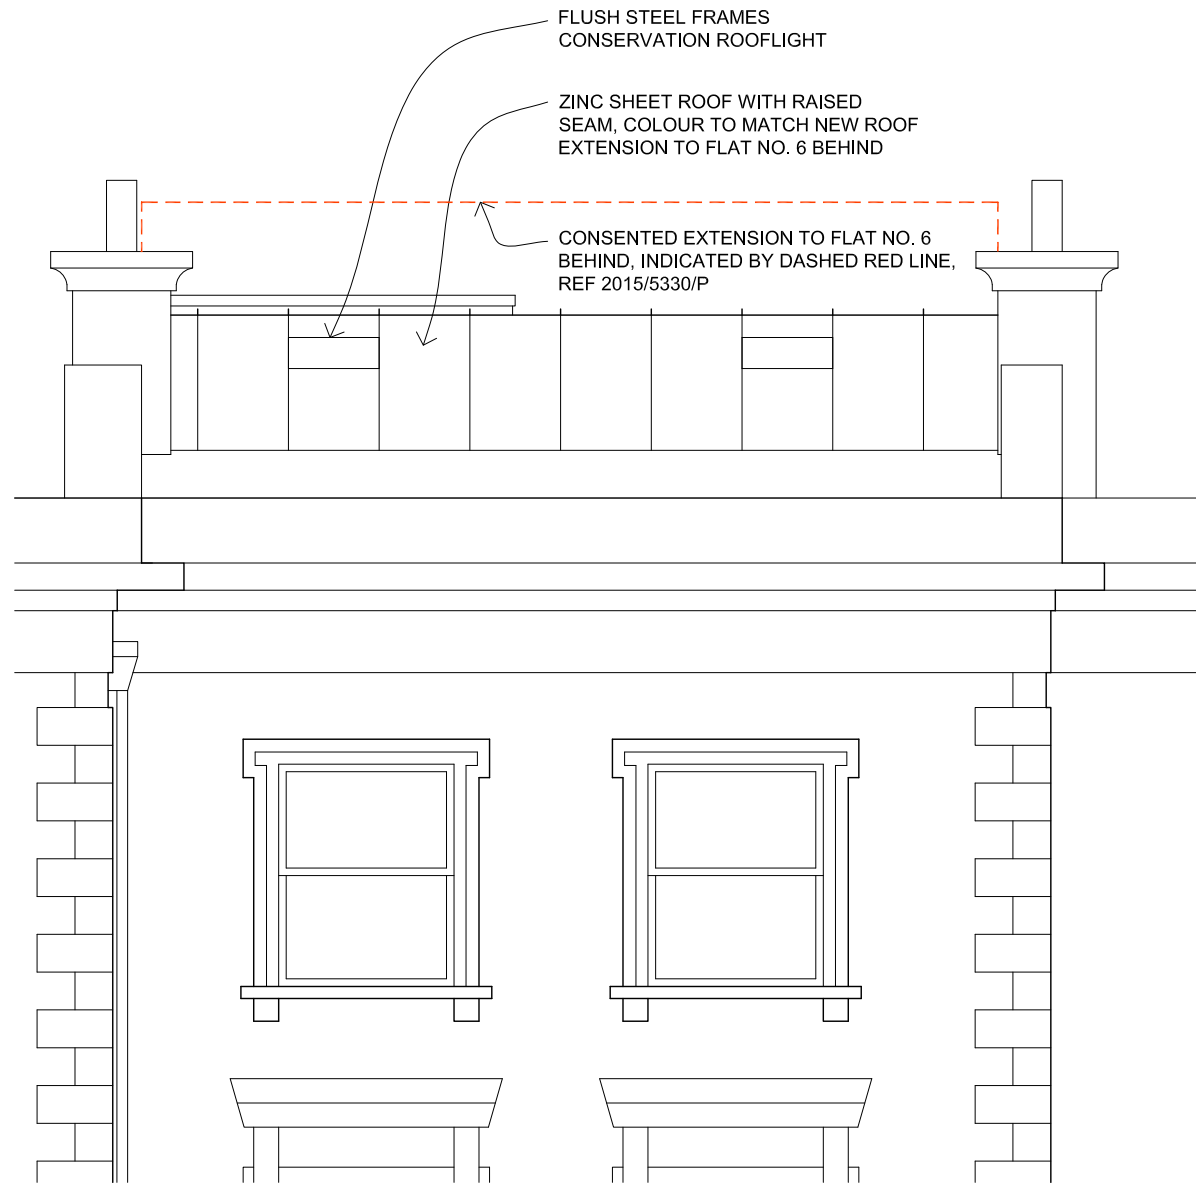 FLUSH STEEL FRAMES
CONSERVATION ROOFLIGHT
ZINC SHEET ROOF WITH RAISED
SEAM, COLOUR TO MATCH NEW ROOF
EXTENSION TO FLAT NO. 6 BEHIND
CONSENTED EXTENSION TO FLAT NO. 6
BEHIND, INDICATED BY DASHED RED LINE,
REF 2015/5330/P